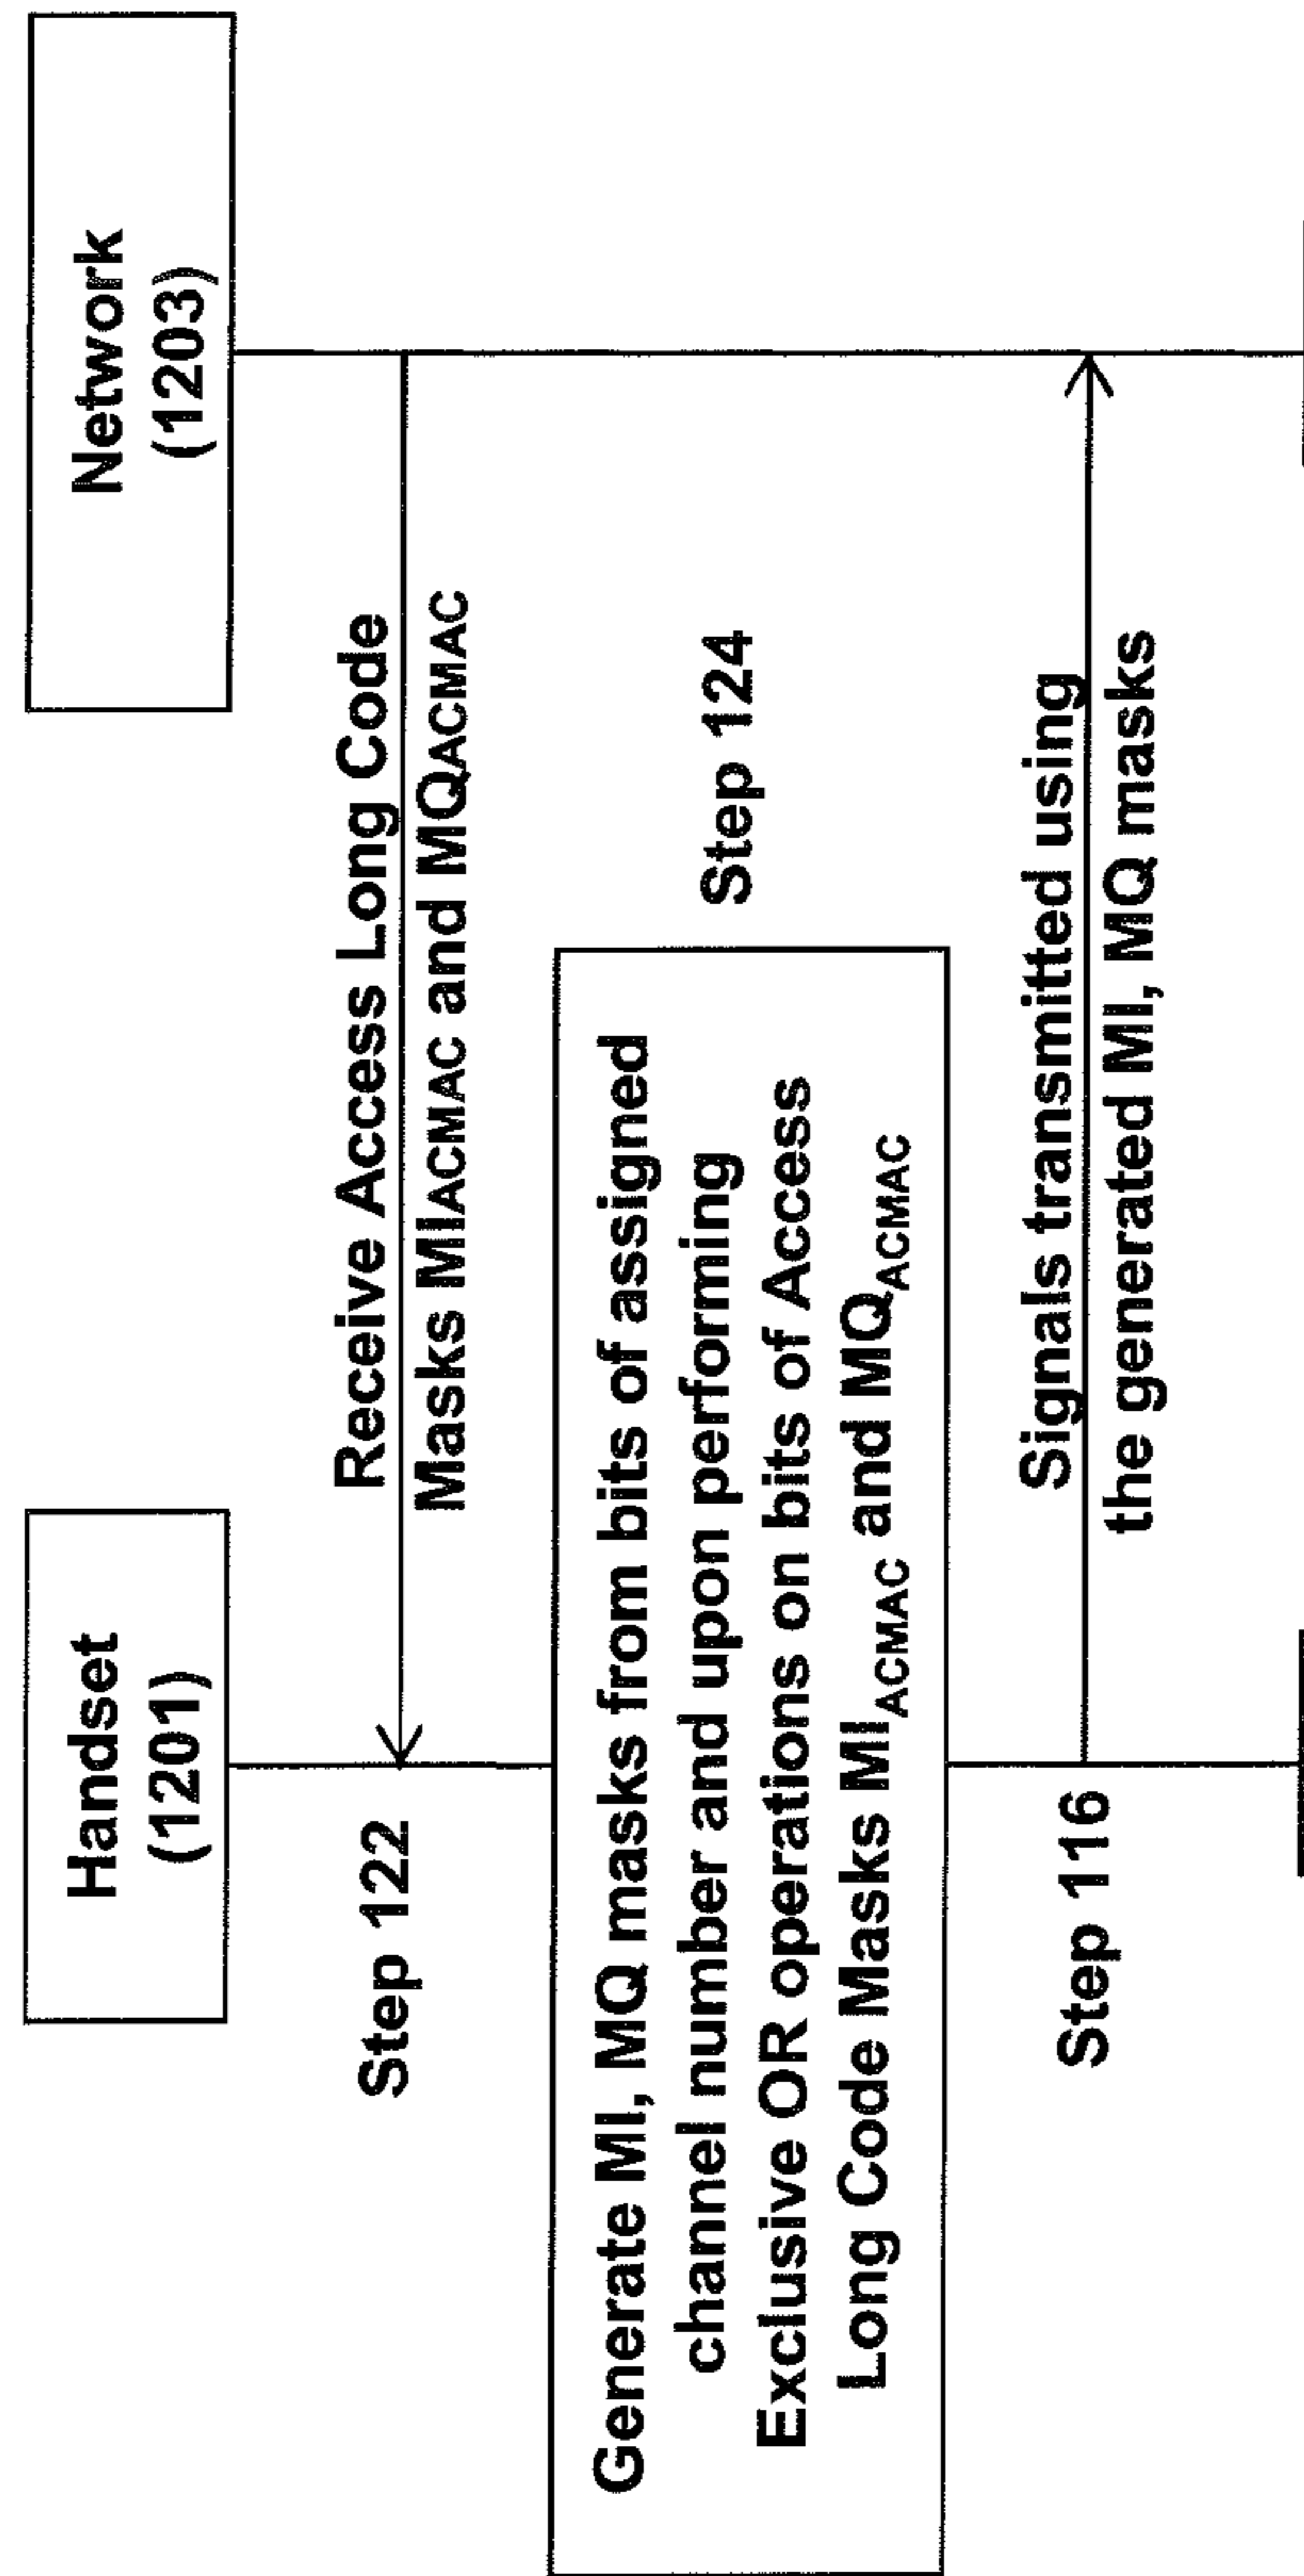 Handset
(1201)
Network
(1203)
Step 122
Receive Access Long Code
Masks MIACMAC and MQACMAC
Generate MI, MQ masks from bits of assigned
channel number and upon performing
Exclusive OR operations on bits of Access
Long Code Masks MIACMAC and MQACMAC
Step 124
Step 116
Signals transmitted using
the generated MI, MQ masks